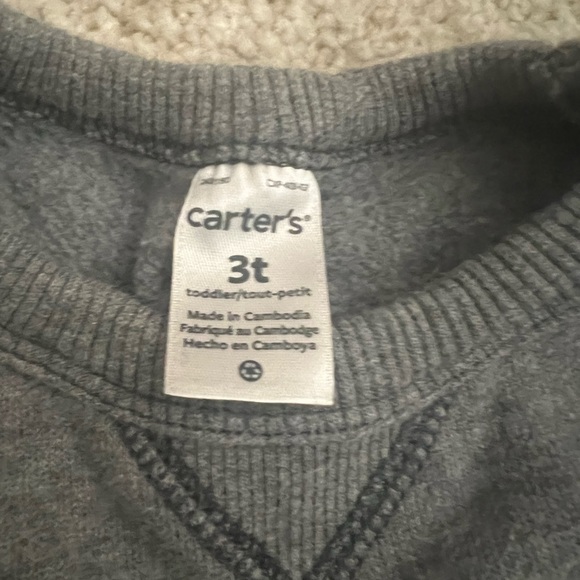 carter's®
3t
toddler/tout-petit
Made in Cambodia
Fabriqué au Cambodge
Hecho en Camboya